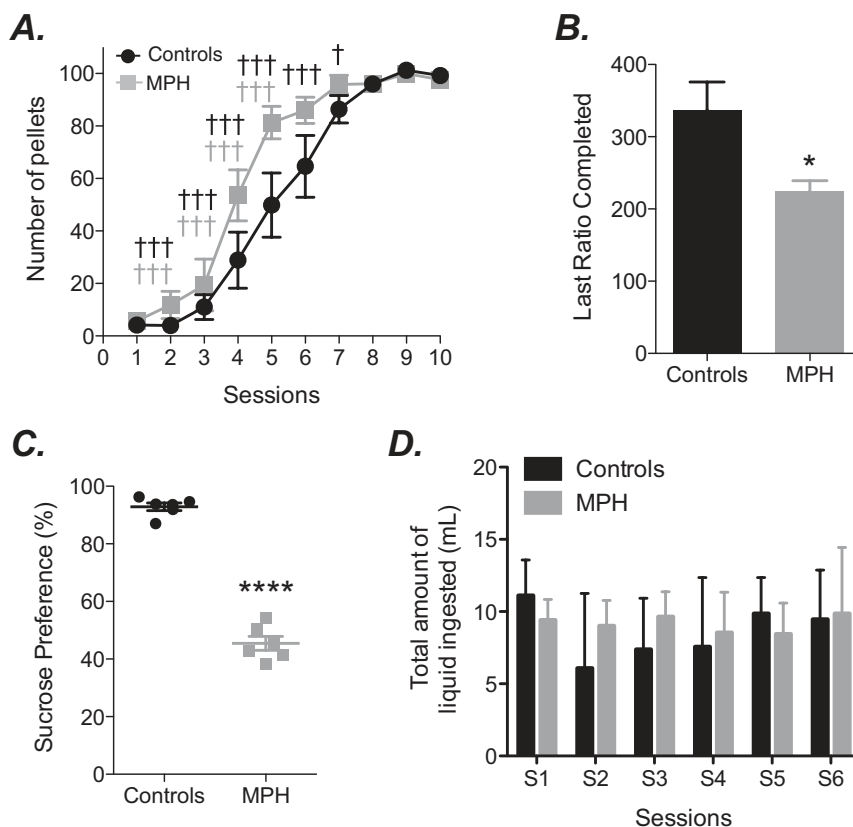 A.
Controls
MPH
†††
†††
†††
†††
†††
†††
†††
†††
†††
†
Number of pellets
100
80
60
40
20
0
0 1 2 3 4 5 6 7 8 9 10
Sessions
B.
Last Ratio Completed
400
300
200
100
0
*
Controls MPH
C.
Sucrose Preference (%)
100
80
60
40
20
0
****
Controls MPH
D.
Controls
MPH
Total amount of
liquid ingested (mL)
20
15
10
5
0
S1 S2 S3 S4 S5 S6
Sessions